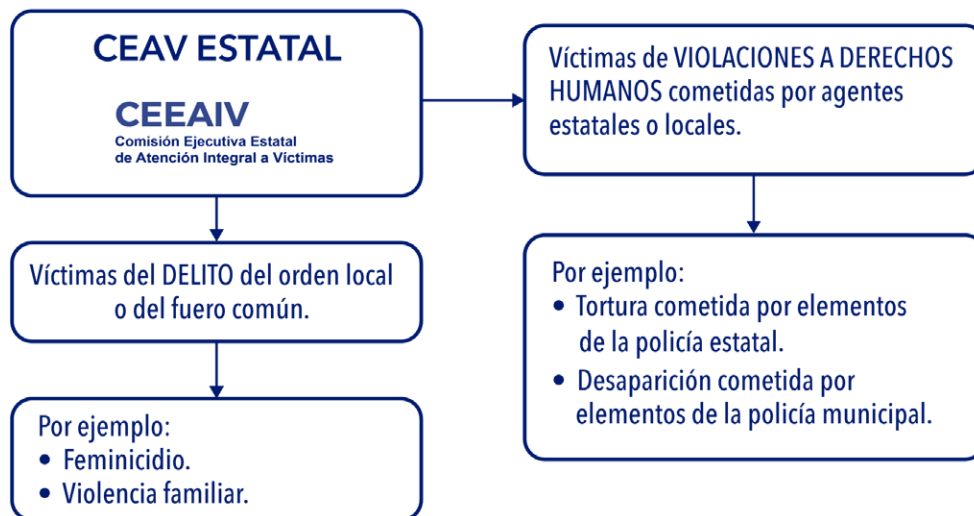 CEAV ESTATAL
CEEAIV
Comisión Ejecutiva Estatal
de Atención Integral a Víctimas
Víctimas de VIOLACIONES A DERECHOS
HUMANOS cometidas por agentes
estatales o locales.
Víctimas del DELITO del orden local
o del fuero común.
Por ejemplo:
• Feminicidio.
• Violencia familiar.
Por ejemplo:
• Tortura cometida por elementos
de la policía estatal.
• Desaparición cometida por
elementos de la policía municipal.